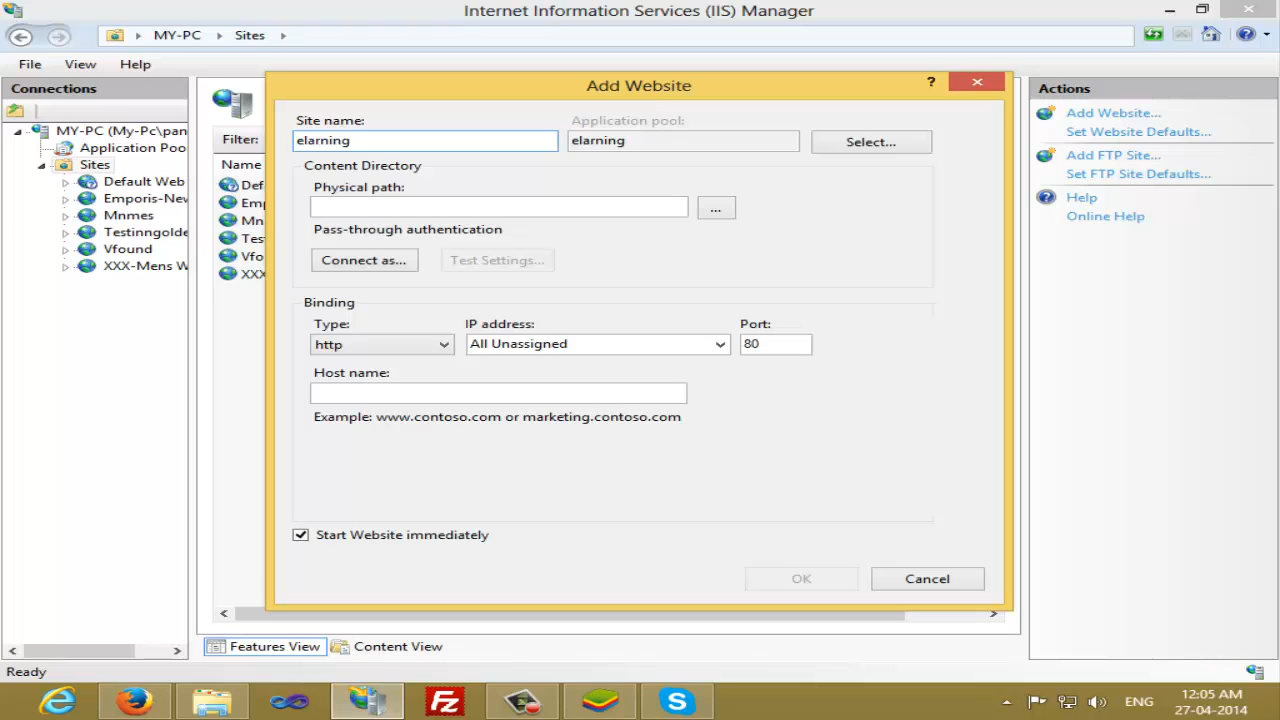 Internet Information Services (IIS) Manager
MY-PC Sites
File View Help
Connections
MY-PC (My-Pc\pan
Application Poo
Sites
Default Web
Emporis-New
Mnmes
Testinngolde
Vfound
XXX-Mens W
Filter:
Name
Def
Emp
Mn
Test
Vfo
XXX
Add Website
?
Site name:
elarning
Application pool:
elarning
Select...
Content Directory
Physical path:
...
Pass-through authentication
Connect as...
Test Settings...
Binding
Type:
http
IP address:
All Unassigned
Port:
80
Host name:
Example: www.contoso.com or marketing.contoso.com
Start Website immediately
OK
Cancel
Features View
Content View
Actions
Add Website...
Set Website Defaults...
Add FTP Site...
Set FTP Site Defaults...
Help
Online Help
Ready
ENG
12:05 AM
27-04-2014